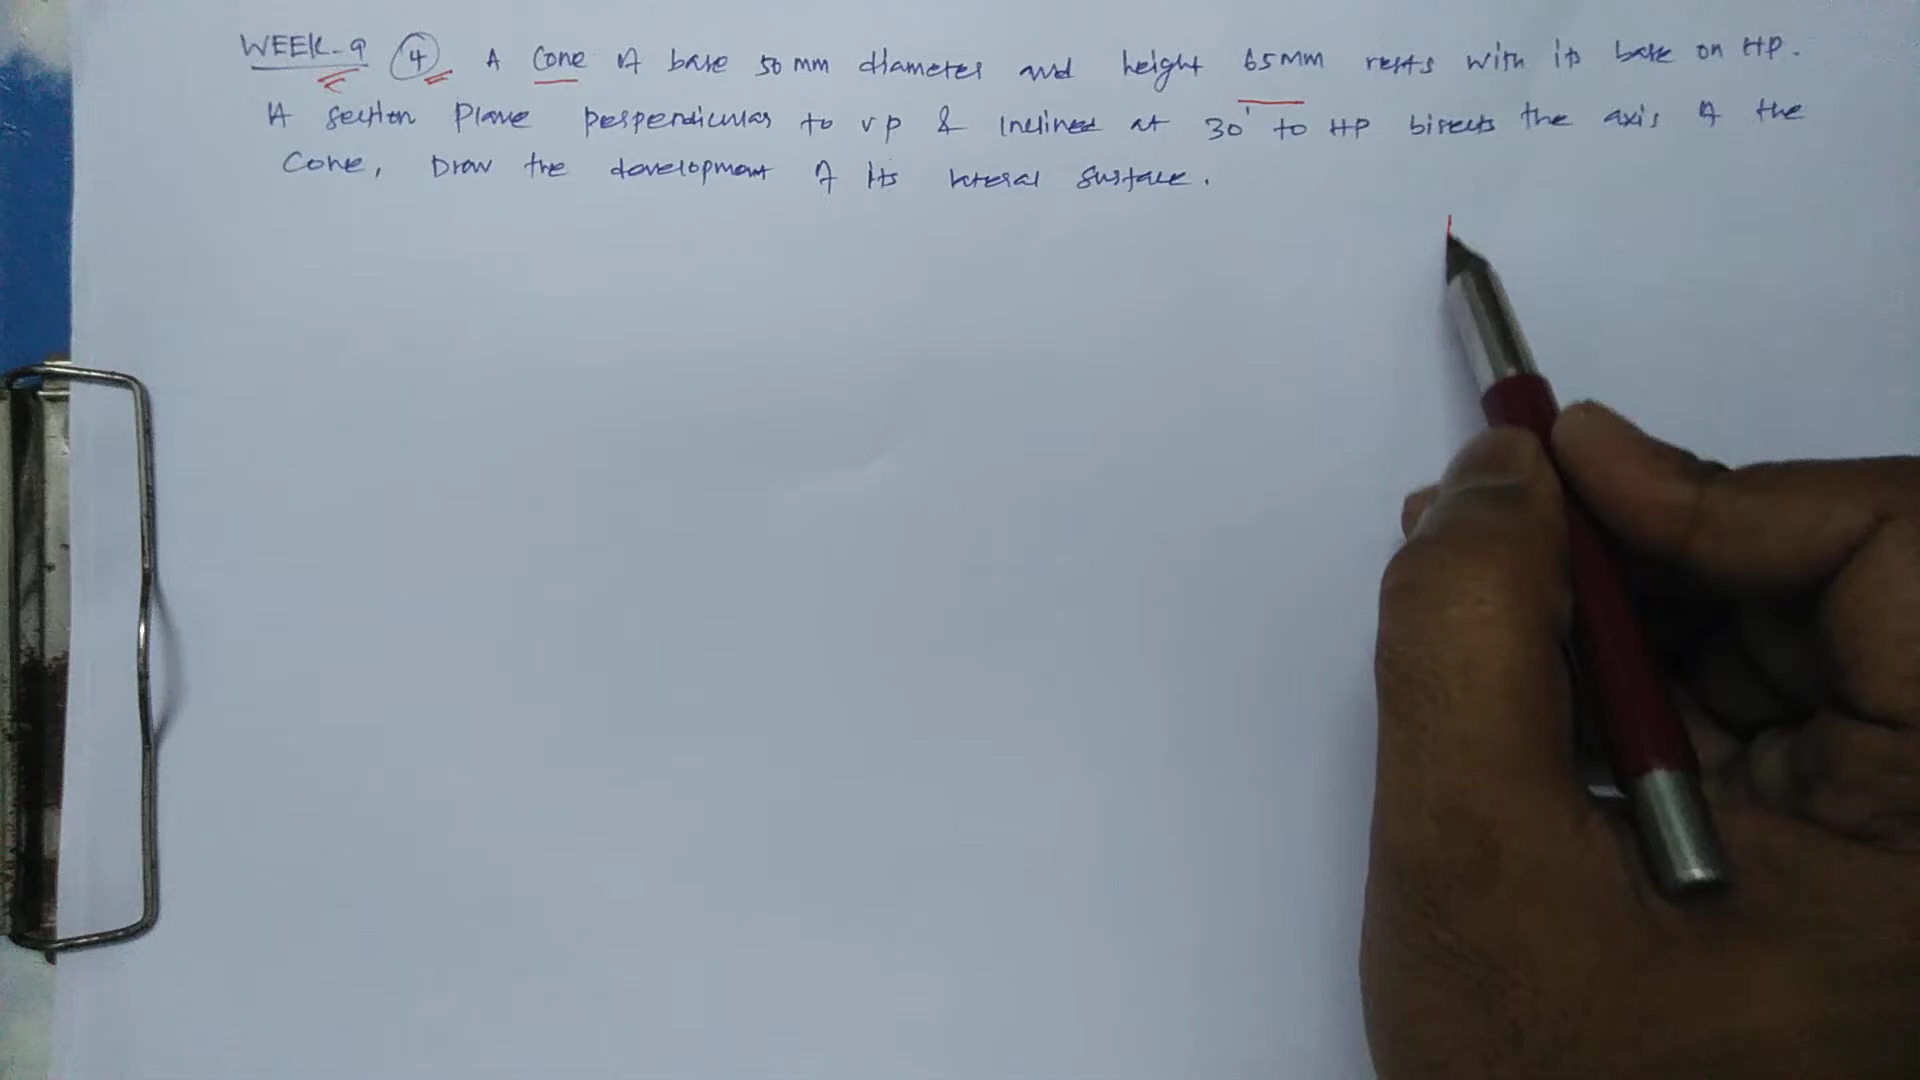 WEEK-9 4 A Cone of base 50 mm diameter and height 65mm rests with its base on HP.
A section Plane perpendicular to VP & inclined at 30° to HP bisects the axis of the
Cone, Draw the development of its lateral surface.